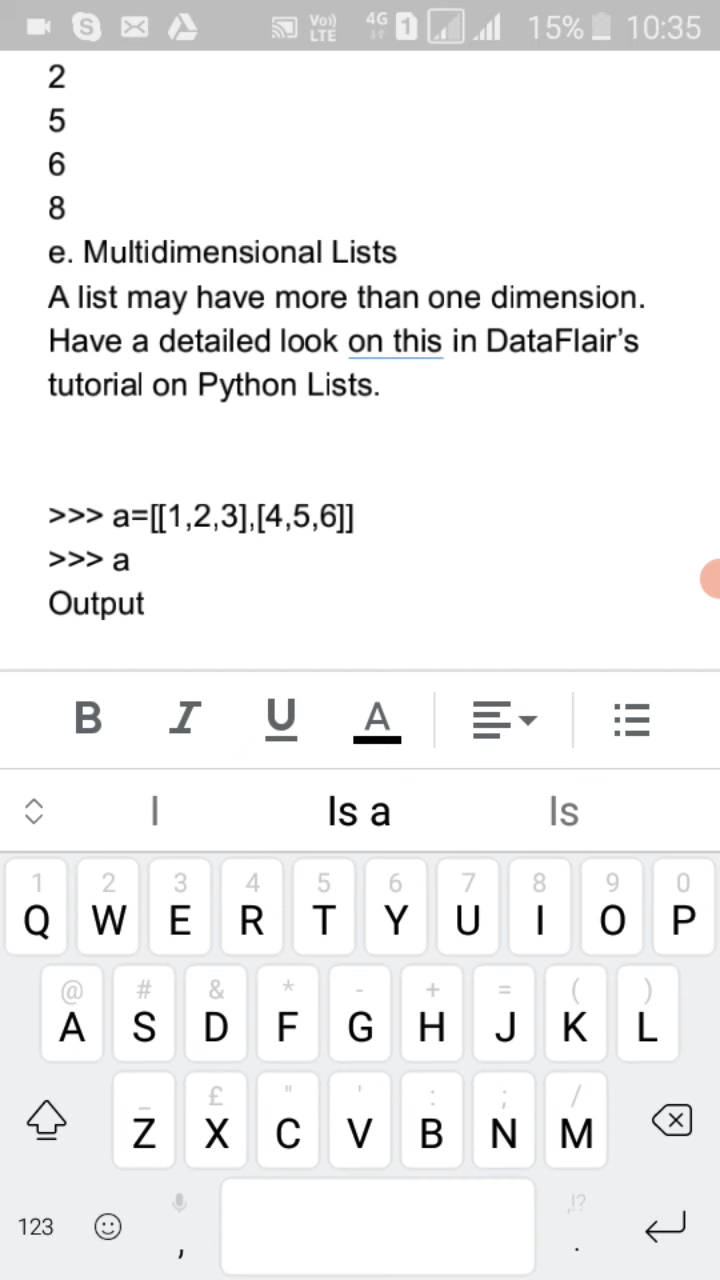 Vo)) LTE 4G 1 15% 10:35
2
5
6
8
e. Multidimensional Lists
A list may have more than one dimension.
Have a detailed look on this in DataFlair’s
tutorial on Python Lists.
>>> a=[[1,2,3],[4,5,6]]
>>> a
Output
B I U A
I Is a Is
1 2 3 4 5 6 7 8 9 0
Q W E R T Y U I O P
@ # & * - + = ( )
A S D F G H J K L
_ £ " ' : ; /
Z X C V B N M
123 , ,!? .